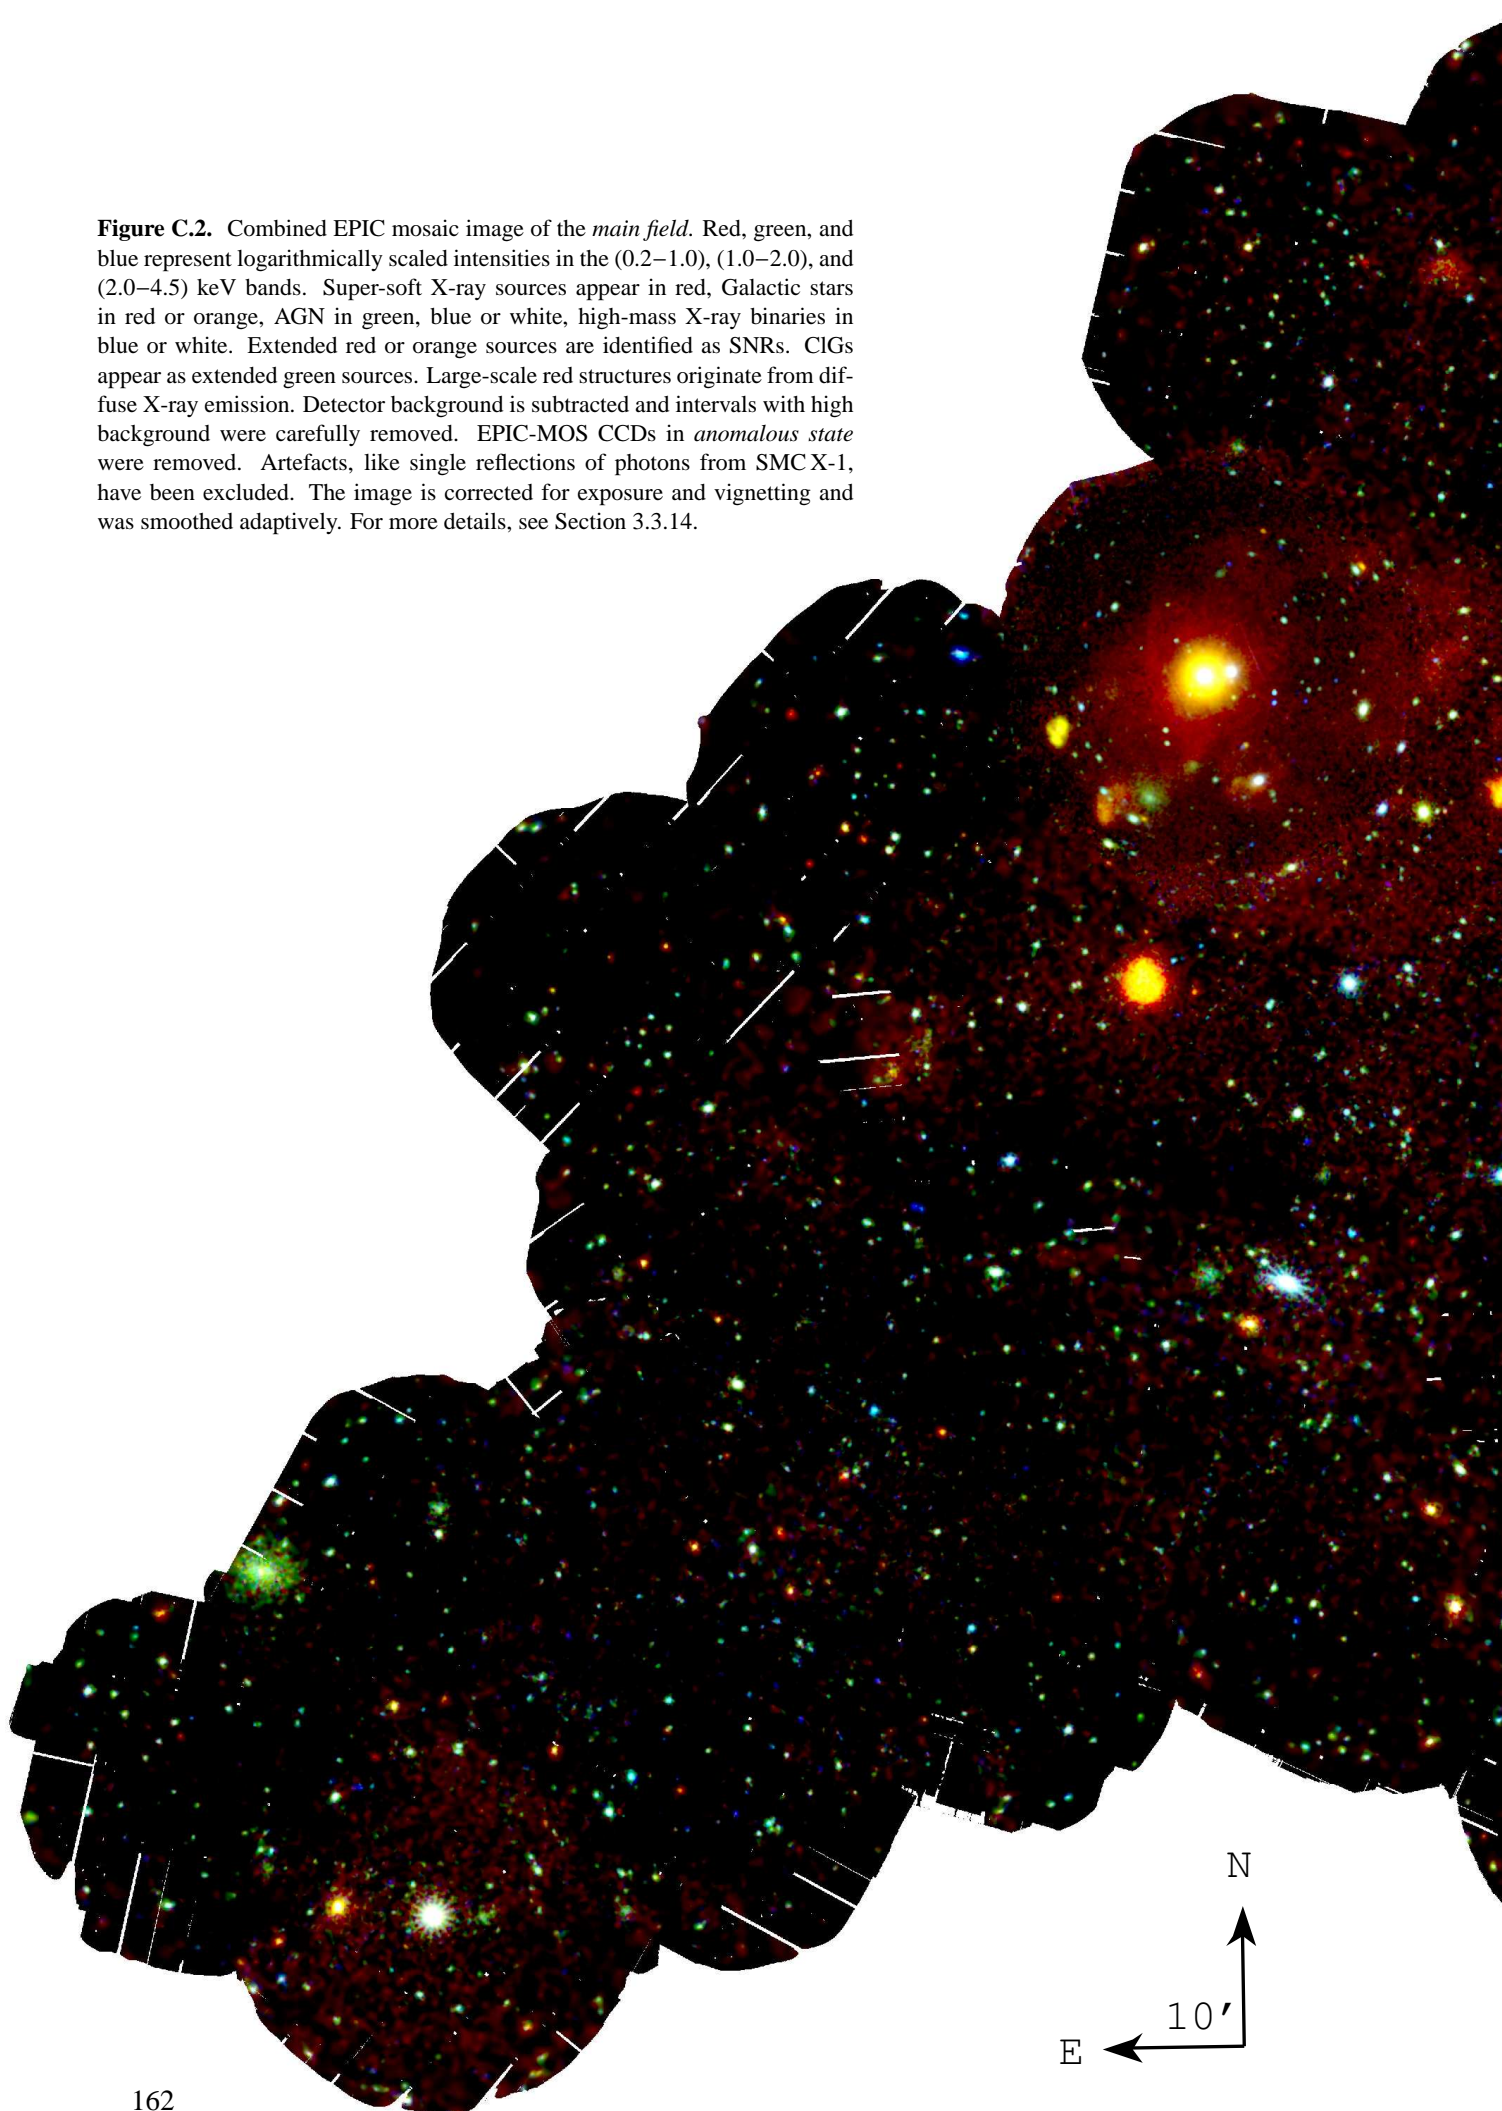 Figure C.2. Combined EPIC mosaic image of the main field. Red, green, and
blue represent logarithmically scaled intensities in the (0.2−1.0), (1.0−2.0), and
(2.0−4.5) keV bands. Super-soft X-ray sources appear in red, Galactic stars
in red or orange, AGN in green, blue or white, high-mass X-ray binaries in
blue or white. Extended red or orange sources are identified as SNRs. ClGs
appear as extended green sources. Large-scale red structures originate from dif-
fuse X-ray emission. Detector background is subtracted and intervals with high
background were carefully removed. EPIC-MOS CCDs in anomalous state
were removed. Artefacts, like single reflections of photons from SMC X-1,
have been excluded. The image is corrected for exposure and vignetting and
was smoothed adaptively. For more details, see Section 3.3.14.
N
10′
E
162